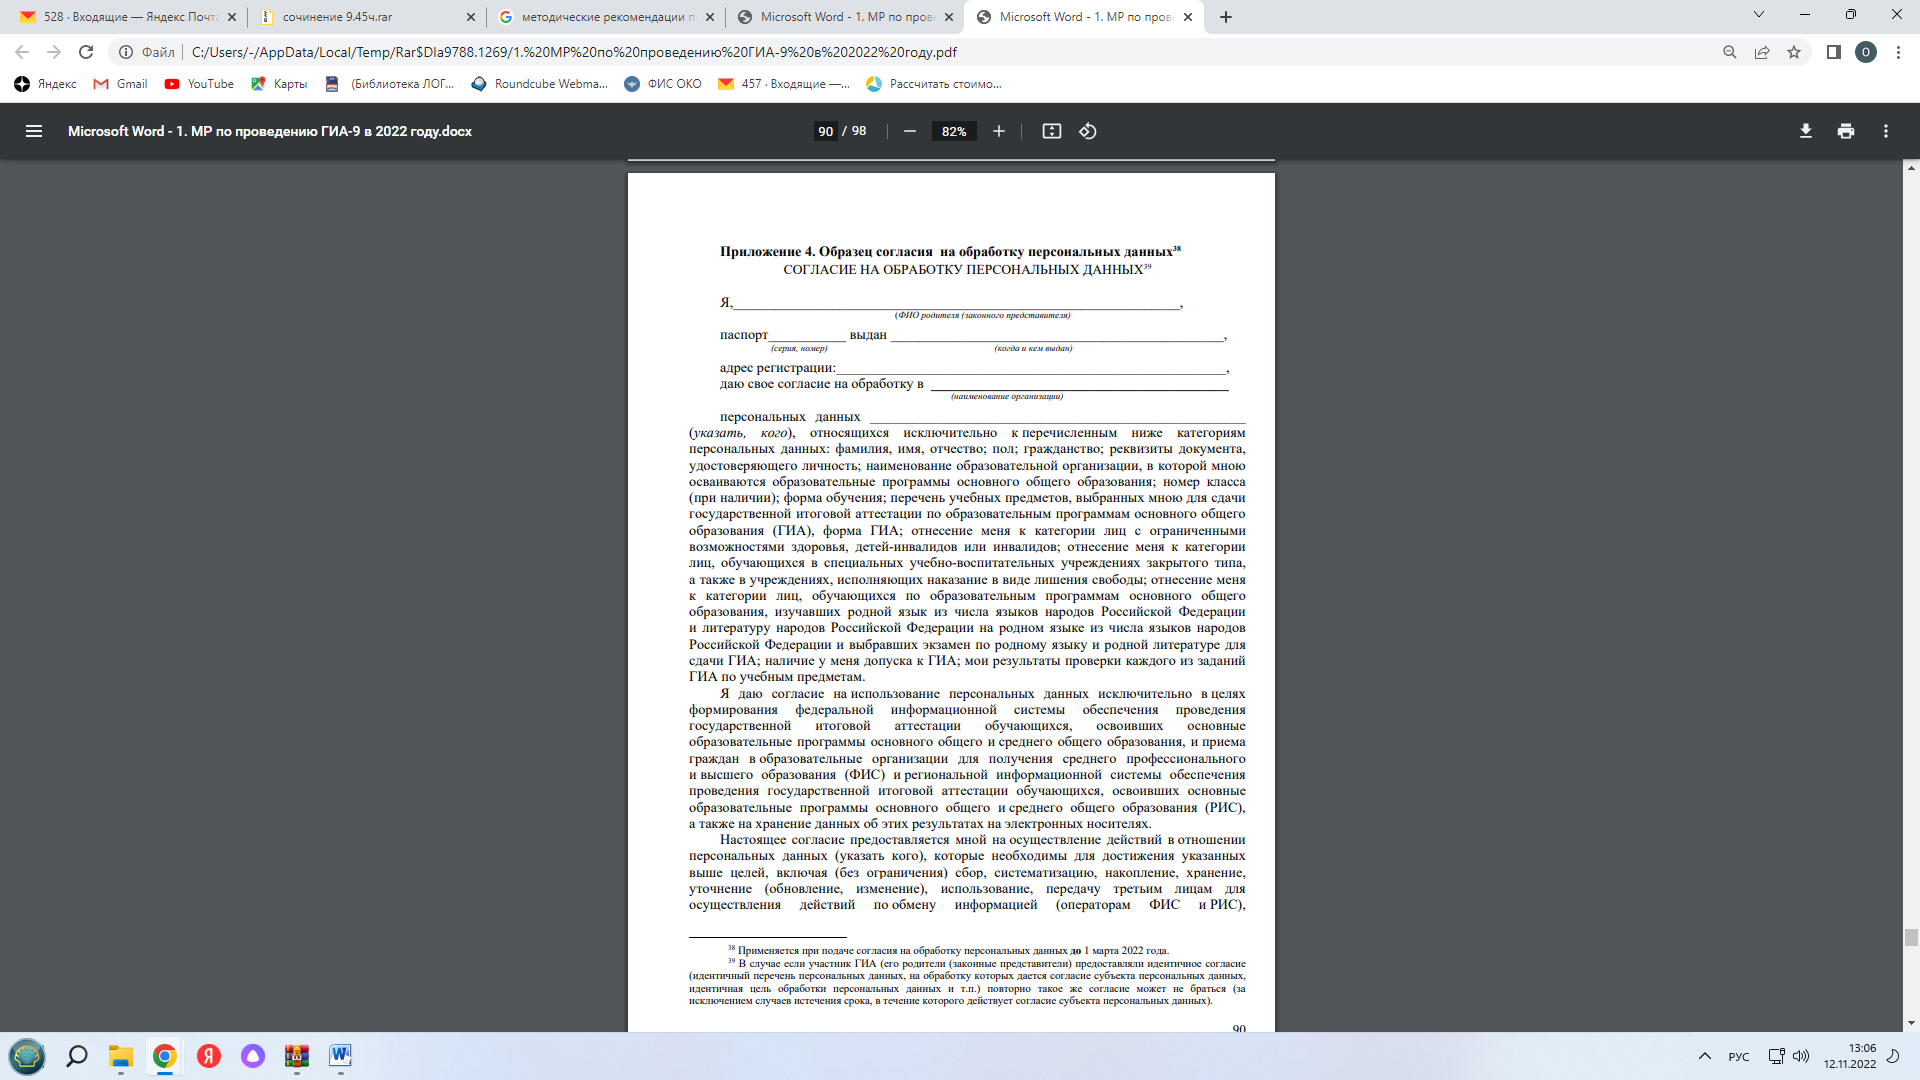 528 · Входящие — Яндекс Почта
сочинение 9.45ч.rar
методические рекомендации п
Microsoft Word - 1. МР по прове
Microsoft Word - 1. МР по прове
Файл
C:/Users/-/AppData/Local/Temp/Rar$DIa9788.1269/1.%20МР%20по%20проведению%20ГИА-9%20в%202022%20году.pdf
О
Яндекс
Gmail
YouTube
Карты
(Библиотека ЛОГ...
Roundcube Webma...
ФИС ОКО
457 · Входящие —...
Рассчитать стоимо...
Microsoft Word - 1. МР по проведению ГИА-9 в 2022 году.docx
90 / 98
82%
Приложение 4. Образец согласия на обработку персональных данных38
СОГЛАСИЕ НА ОБРАБОТКУ ПЕРСОНАЛЬНЫХ ДАННЫХ39
Я,________________________________________________________________,
(ФИО родителя (законного представителя)
паспорт___________ выдан ________________________________________________,
(серия, номер) (когда и кем выдан)
адрес регистрации:________________________________________________________,
даю свое согласие на обработку в ___________________________________________
(наименование организации)
персональных данных ______________________________________________________
(указать, кого), относящихся исключительно к перечисленным ниже категориям
персональных данных: фамилия, имя, отчество; пол; гражданство; реквизиты документа,
удостоверяющего личность; наименование образовательной организации, в которой мною
осваиваются образовательные программы основного общего образования; номер класса
(при наличии); форма обучения; перечень учебных предметов, выбранных мною для сдачи
государственной итоговой аттестации по образовательным программам основного общего
образования (ГИА), форма ГИА; отнесение меня к категории лиц с ограниченными
возможностями здоровья, детей-инвалидов или инвалидов; отнесение меня к категории
лиц, обучающихся в специальных учебно-воспитательных учреждениях закрытого типа,
а также в учреждениях, исполняющих наказание в виде лишения свободы; отнесение меня
к категории лиц, обучающихся по образовательным программам основного общего
образования, изучавших родной язык из числа языков народов Российской Федерации
и литературу народов Российской Федерации на родном языке из числа языков народов
Российской Федерации и выбравших экзамен по родному языку и родной литературе для
сдачи ГИА; наличие у меня допуска к ГИА; мои результаты проверки каждого из заданий
ГИА по учебным предметам.
Я даю согласие на использование персональных данных исключительно в целях
формирования федеральной информационной системы обеспечения проведения
государственной итоговой аттестации обучающихся, освоивших основные
образовательные программы основного общего и среднего общего образования, и приема
граждан в образовательные организации для получения среднего профессионального
и высшего образования (ФИС) и региональной информационной системы обеспечения
проведения государственной итоговой аттестации обучающихся, освоивших основные
образовательные программы основного общего и среднего общего образования (РИС),
а также на хранение данных об этих результатах на электронных носителях.
Настоящее согласие предоставляется мной на осуществление действий в отношении
персональных данных (указать кого), которые необходимы для достижения указанных
выше целей, включая (без ограничения) сбор, систематизацию, накопление, хранение,
уточнение (обновление, изменение), использование, передачу третьим лицам для
осуществления действий по обмену информацией (операторам ФИС и РИС),
38 Применяется при подаче согласия на обработку персональных данных до 1 марта 2022 года.
39 В случае если участник ГИА (его родители (законные представители) предоставляли идентичное согласие
(идентичный перечень персональных данных, на обработку которых дается согласие субъекта персональных данных,
идентичная цель обработки персональных данных и т.п.) повторно такое же согласие может не браться (за
исключением случаев истечения срока, в течение которого действует согласие субъекта персональных данных).
90
РУС
13:06
12.11.2022